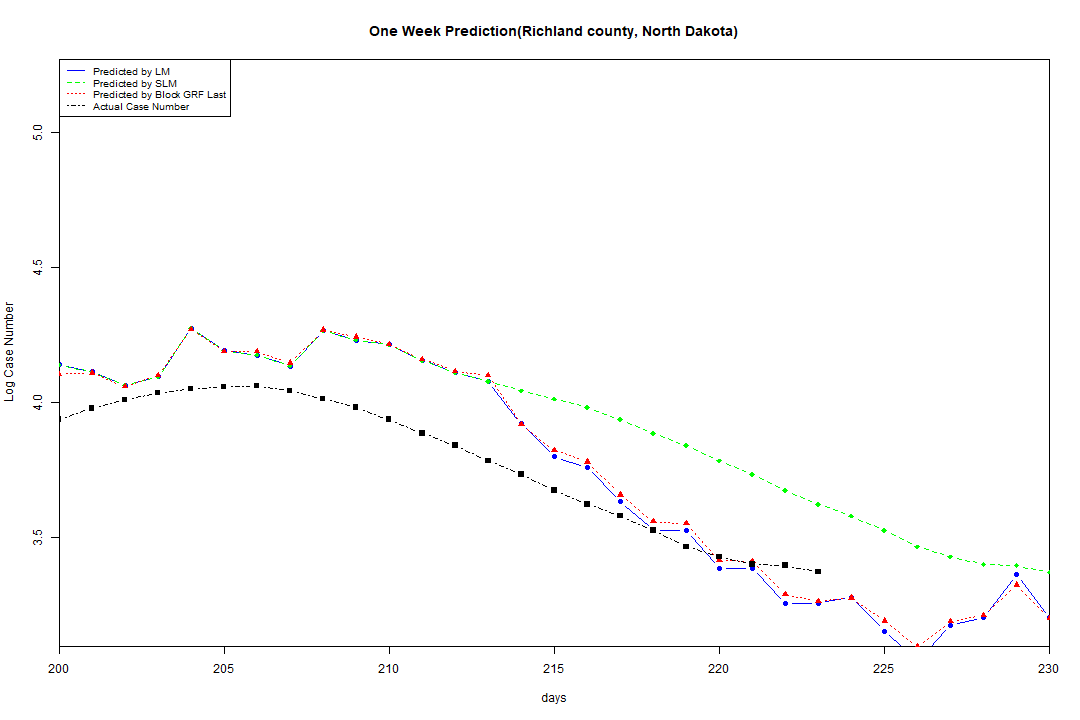 One Week Prediction(Richland county, North Dakota)
Predicted by LM
Predicted by SLM
Predicted by Block GRF Last
Actual Case Number
5.0
4.5
4.0
3.5
Log Case Number
200 205 210 215 220 225 230
days